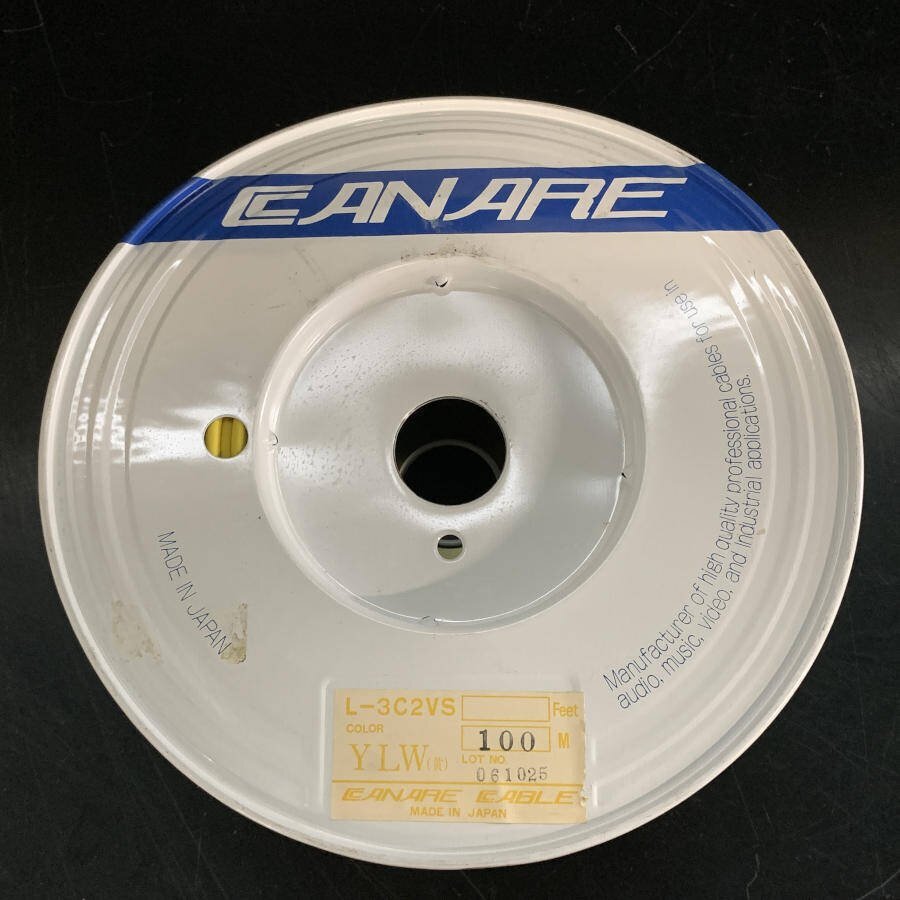 CANARE
Manufacturer of high quality professional cables for use in
audio, music, video, and Industrial applications.
MADE IN JAPAN
L-3C2VS Feet
COLOR
YLW(黄) 100 M
LOT NO.
061025
CANARE CABLE
MADE IN JAPAN